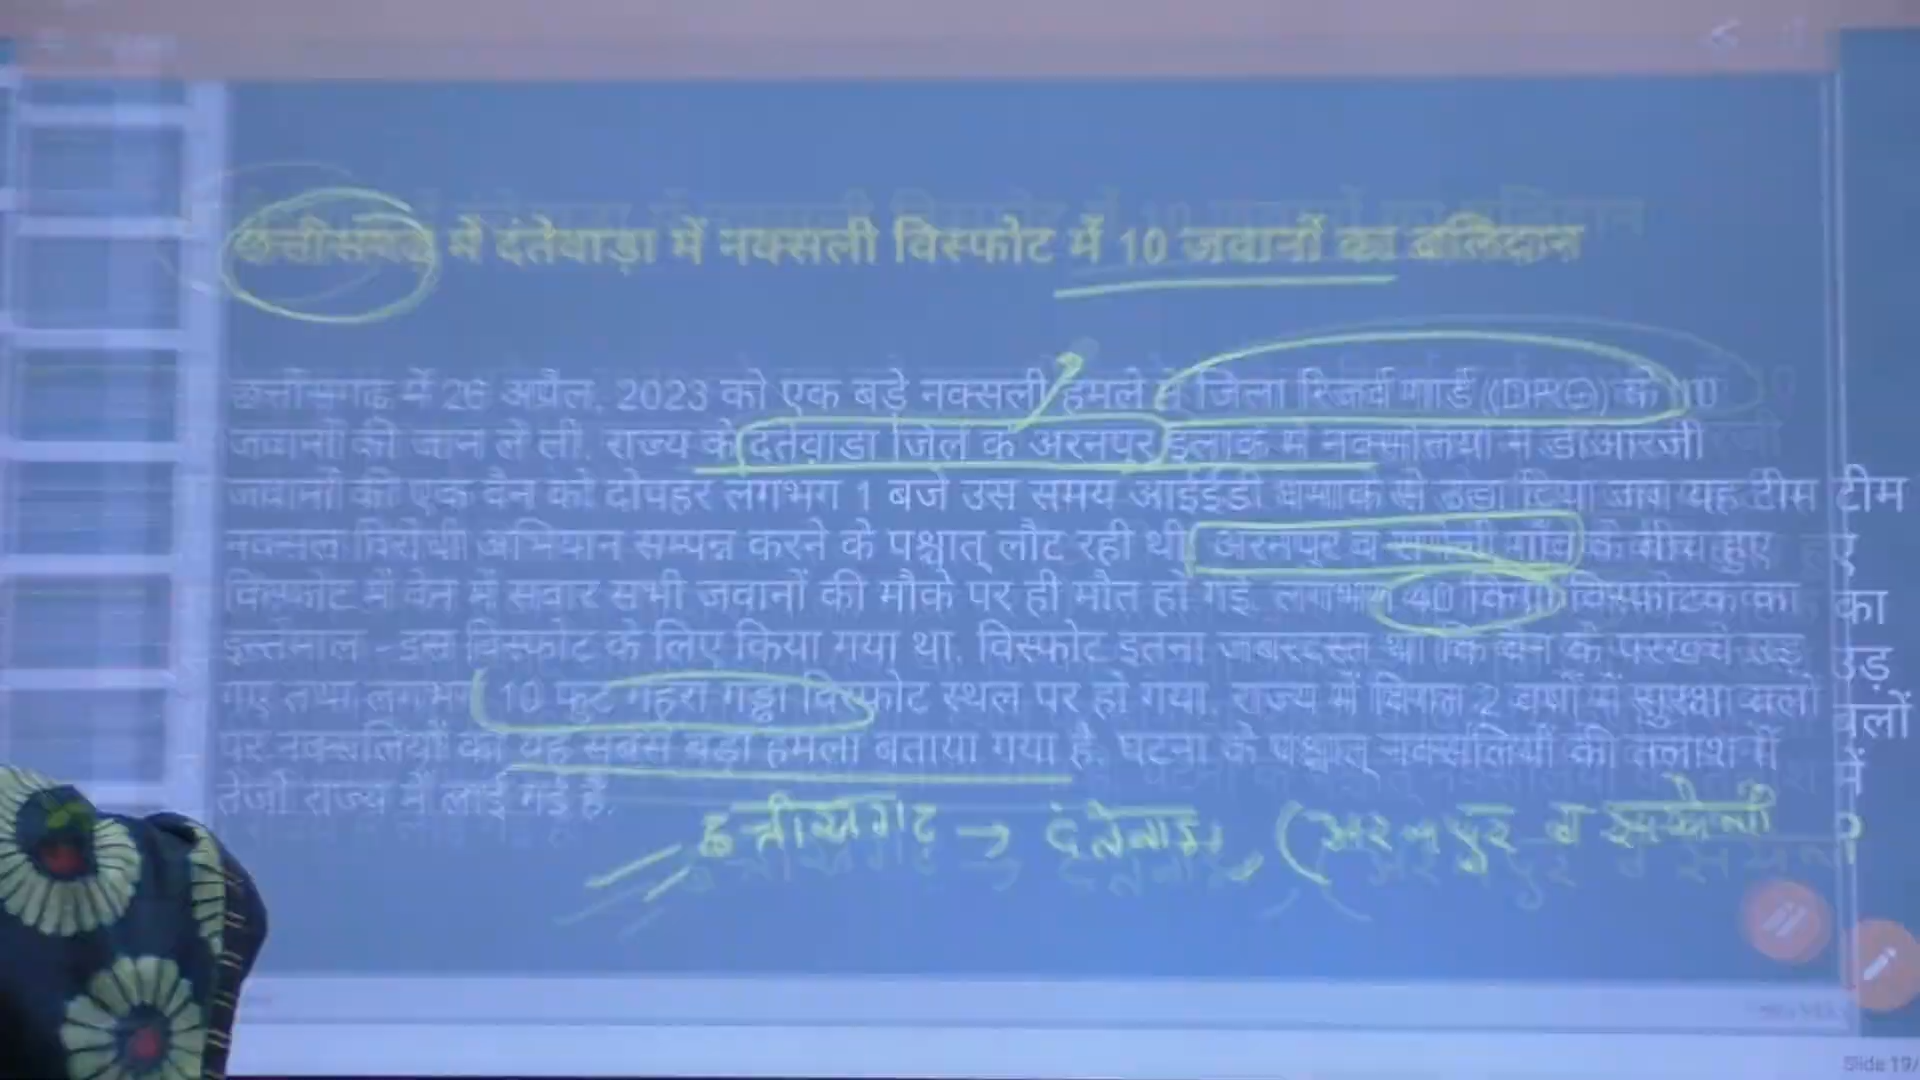 छत्तीसगढ़ में दंतेवाड़ा में नक्सली विस्फोट में 10 जवानों का बलिदान
छत्तीसगढ़ में 26 अप्रैल, 2023 को एक बड़े नक्सली हमले ने जिला रिजर्व गार्ड (DRG) के 10
जवानों की जान ले ली. राज्य के दंतेवाड़ा जिले के अरनपुर इलाके में नक्सलियों ने डीआरजी
जवानों की एक वैन को दोपहर लगभग 1 बजे उस समय आईईडी धमाके से उड़ा दिया जब यह टीम
नक्सल विरोधी अभियान सम्पन्न करने के पश्चात् लौट रही थी. अरनपुर व समेली गाँव के बीच हुए
विस्फोट में वैन में सवार सभी जवानों की मौके पर ही मौत हो गई. लगभग 40 किग्रा विस्फोटक का
इस्तेमाल इस विस्फोट के लिए किया गया था. विस्फोट इतना जबरदस्त था कि वैन के परखच्चे उड़
गए तथा लगभग 10 फुट गहरा गड्ढा विस्फोट स्थल पर हो गया. राज्य में विगत 2 वर्षों में सुरक्षा बलों
पर नक्सलियों का यह सबसे बड़ा हमला बताया गया है. घटना के पश्चात् नक्सलियों की तलाश में
तेजी राज्य में लाई गई है.
छत्तीसगढ़ → दंतेवाड़ा (अरनपुर व
Slide 19/